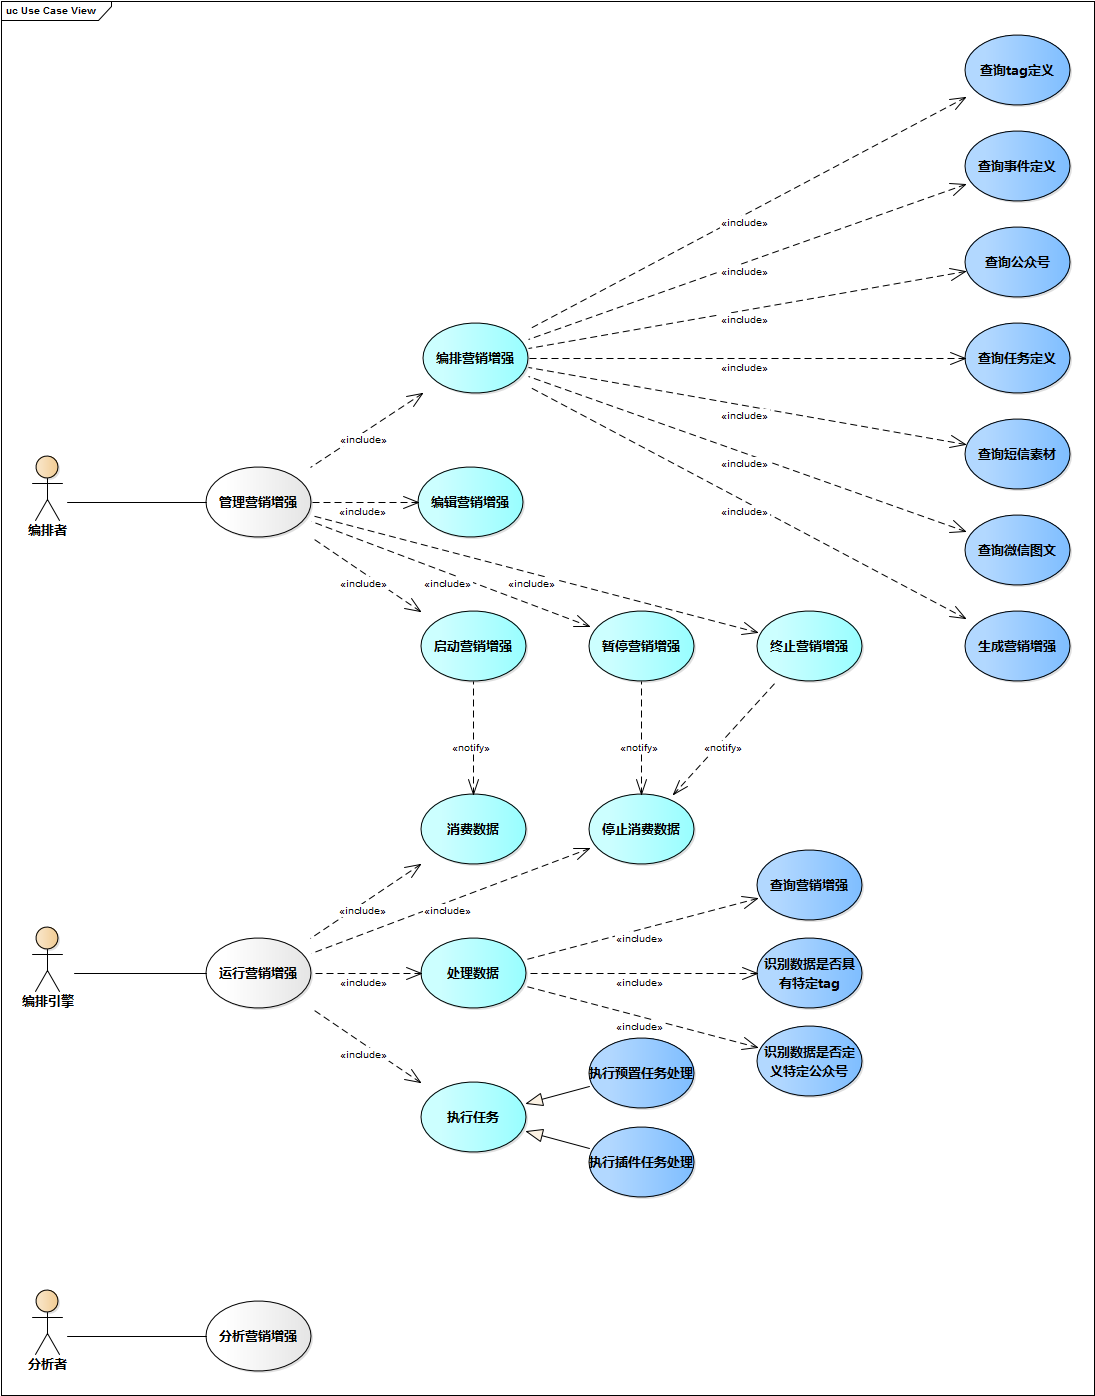 uc Use Case View
查询tag定义
查询事件定义
«include»
查询公众号
«include»
«include»
编排营销增强
查询任务定义
«include»
«include»
«include»
查询短信素材
«include»
管理营销增强
编辑营销增强
«include»
«include»
编排者
查询微信图文
«include»
«include»
«include»
启动营销增强
暂停营销增强
终止营销增强
生成营销增强
«notify»
«notify»
«notify»
消费数据
停止消费数据
查询营销增强
«include»
«include»
«include»
运行营销增强
处理数据
识别数据是否具
有特定tag
«include»
«include»
编排引擎
«include»
识别数据是否定
义特定公众号
«include»
执行预置任务处理
执行任务
执行插件任务处理
分析营销增强
分析者